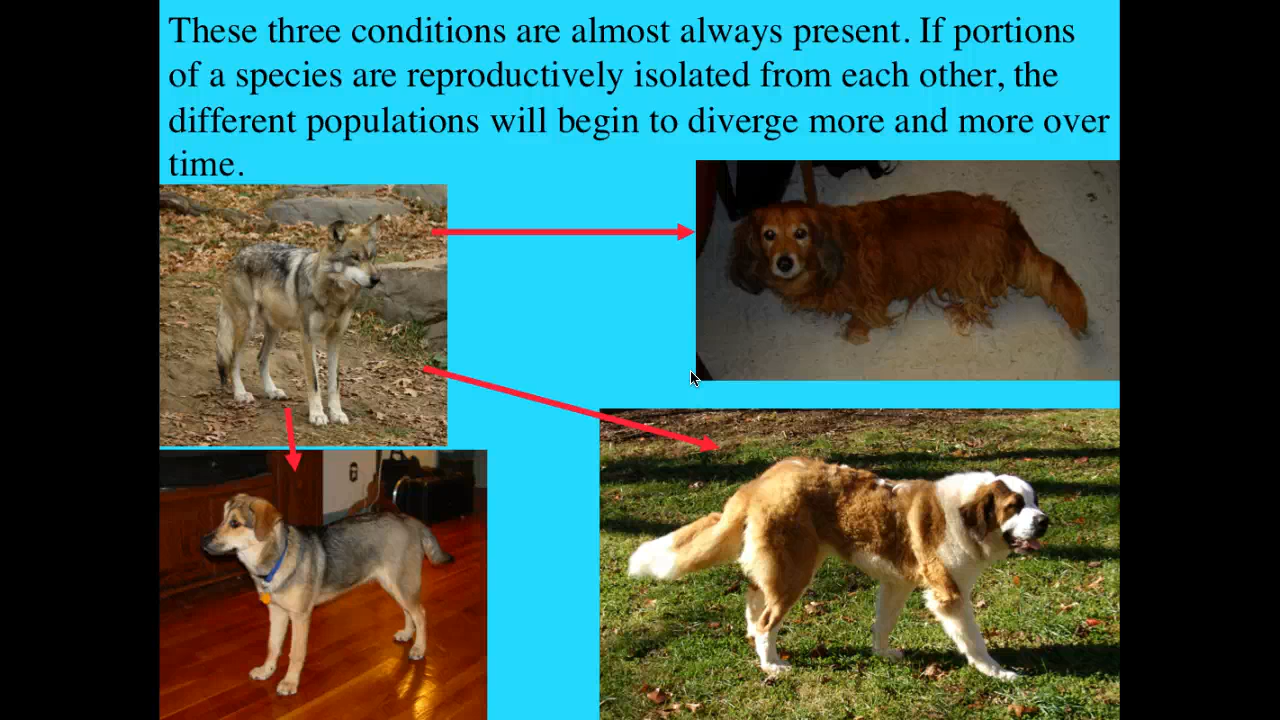 These three conditions are almost always present. If portions
of a species are reproductively isolated from each other, the
different populations will begin to diverge more and more over
time.